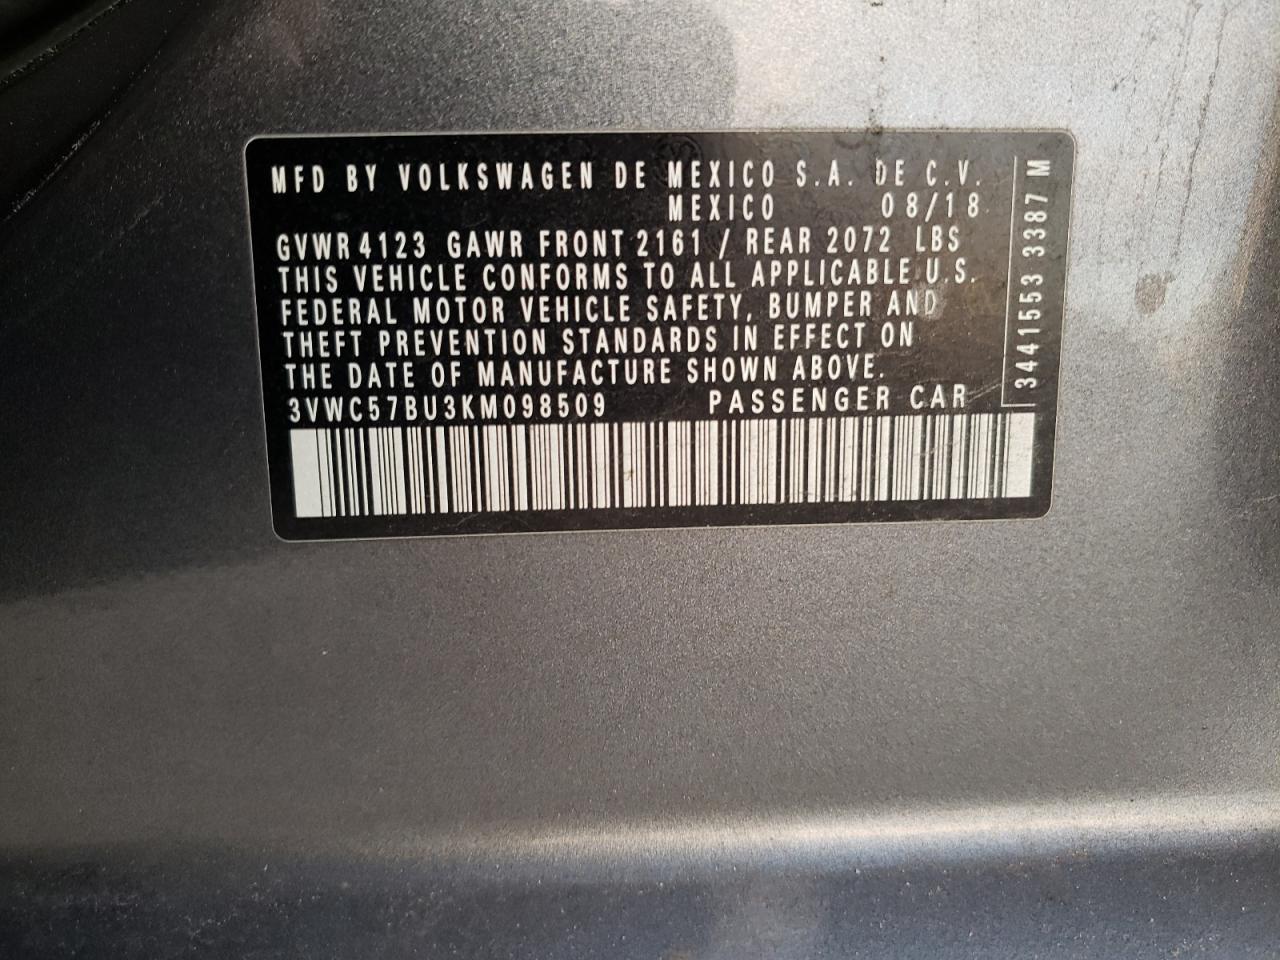 MFD BY VOLKSWAGEN DE MEXICO S.A. DE C.V.
MEXICO 08/18
GVWR 4123 GAWR FRONT 2161 / REAR 2072 LBS
THIS VEHICLE CONFORMS TO ALL APPLICABLE U.S.
FEDERAL MOTOR VEHICLE SAFETY, BUMPER AND
THEFT PREVENTION STANDARDS IN EFFECT ON
THE DATE OF MANUFACTURE SHOWN ABOVE.
3VWC57BU3KM098509 PASSENGER CAR
3441553 3387 M